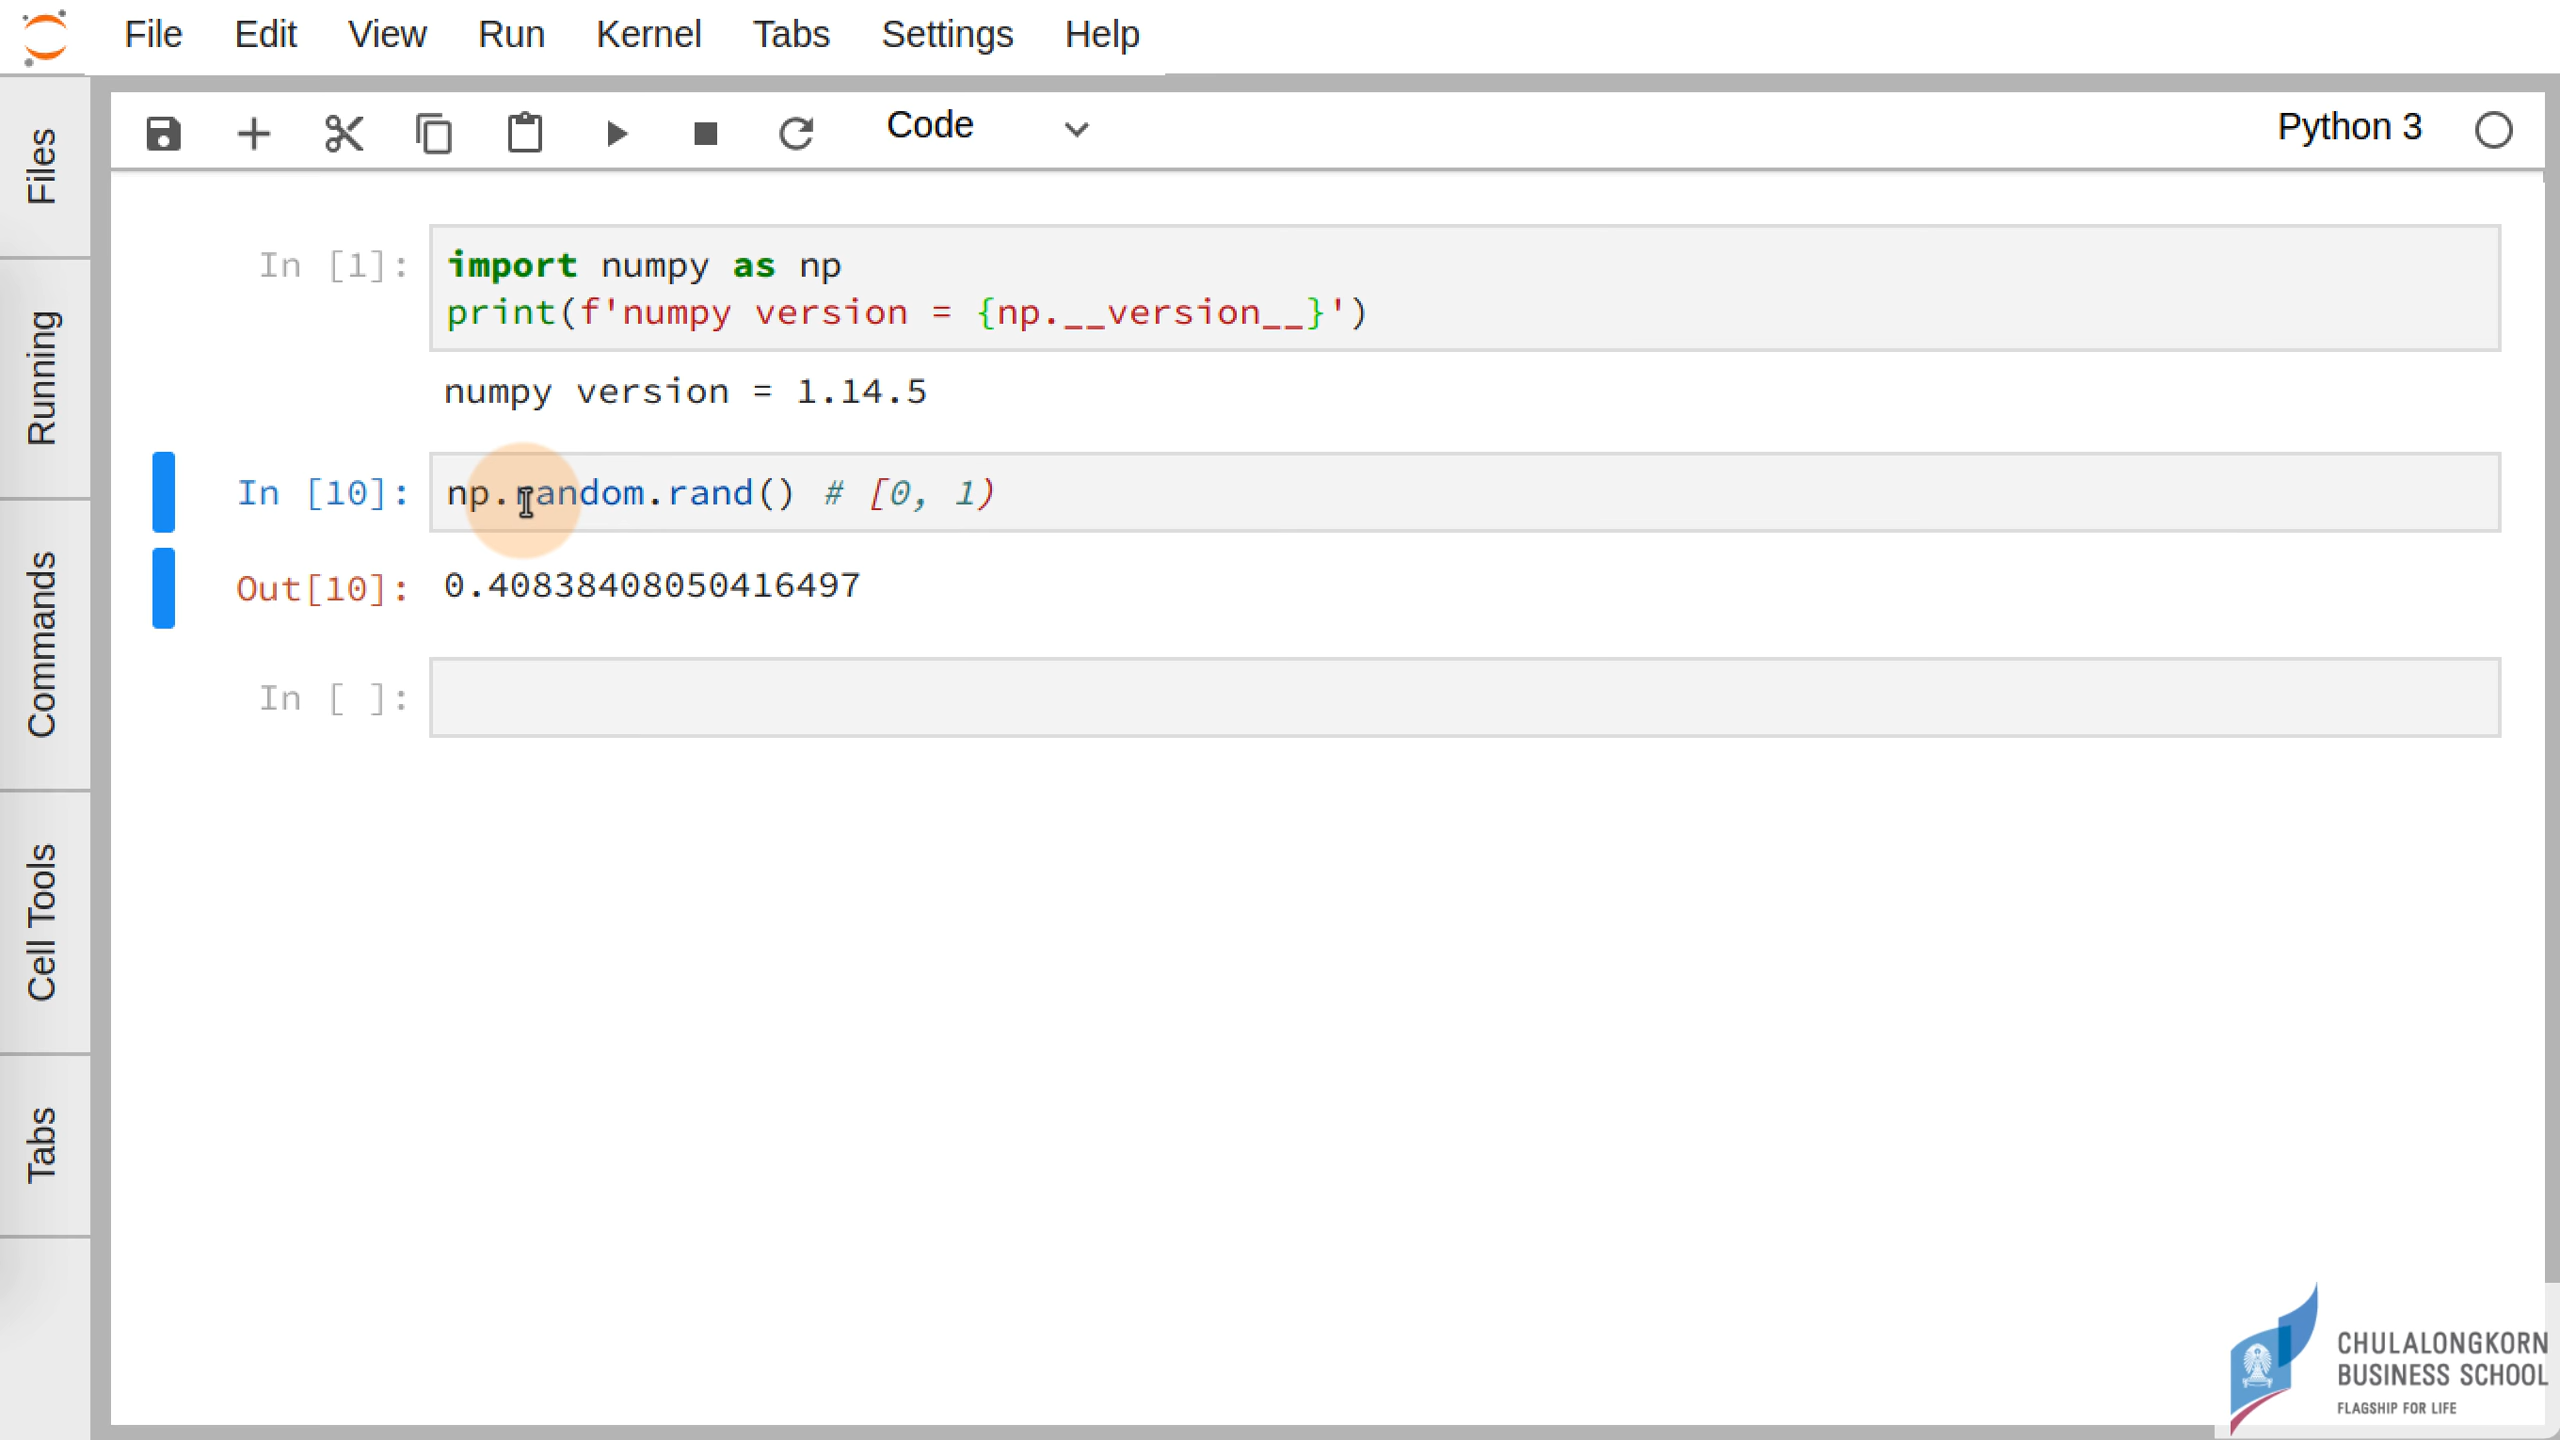 File Edit View Run Kernel Tabs Settings Help
Code
Python 3
Files
Running
Commands
Cell Tools
Tabs
In [1]: import numpy as np
print(f'numpy version = {np.__version__}')
numpy version = 1.14.5
In [10]: np.random.rand() # [0, 1)
Out[10]: 0.40838408050416497
In [ ]:
CHULALONGKORN
BUSINESS SCHOOL
FLAGSHIP FOR LIFE